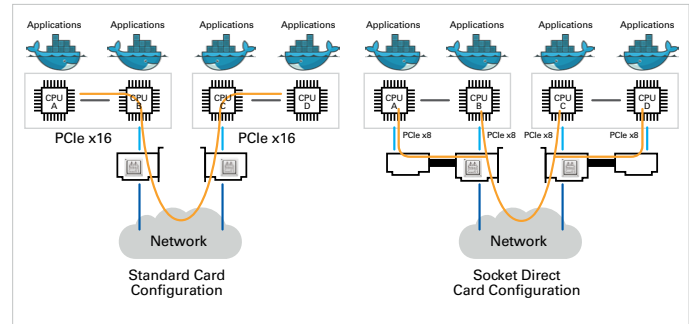 Applications Applications Applications Applications Applications Applications Applications Applications
CPU A CPU B CPU C CPU D CPU A CPU B CPU C CPU D
PCIe x16 PCIe x16 PCIe x8 PCIe x8 PCIe x8 PCIe x8
Network Network
Standard Card Socket Direct
Configuration Card Configuration